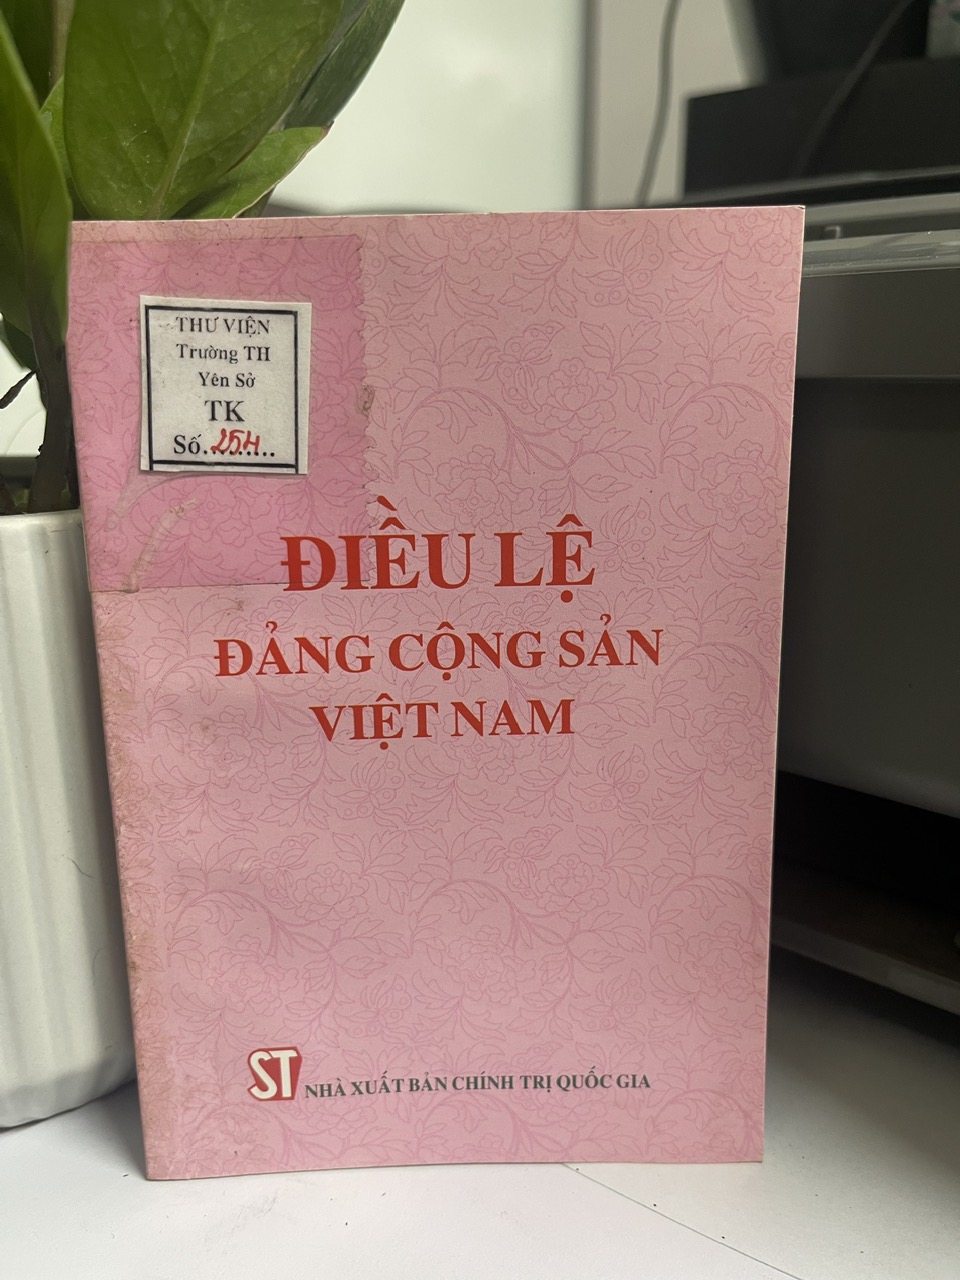 THƯ VIỆN
Trường TH
Yên Sở
TK
Số..254....
ĐIỀU LỆ
ĐẢNG CỘNG SẢN
VIỆT NAM
ST NHÀ XUẤT BẢN CHÍNH TRỊ QUỐC GIA